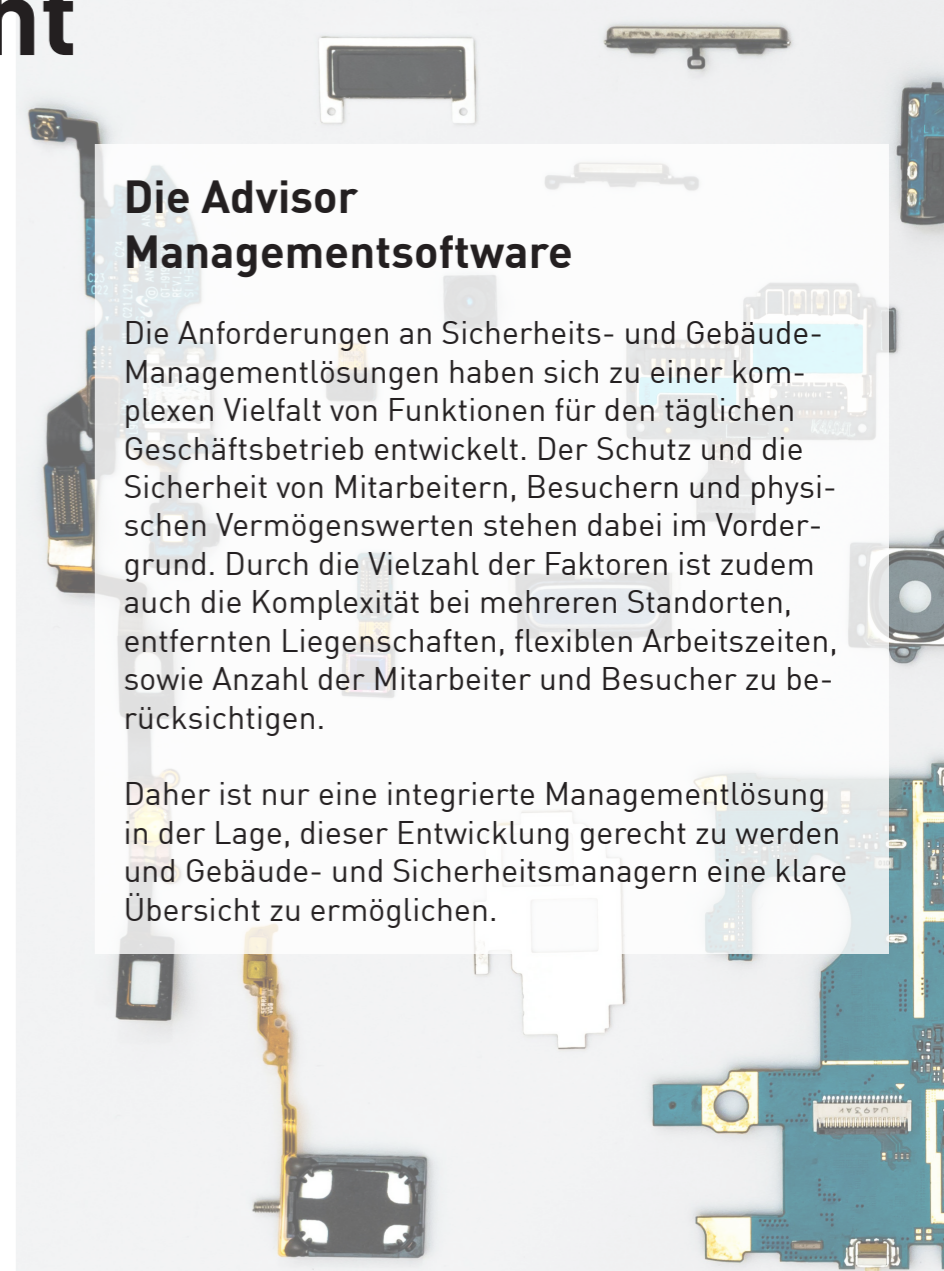 nt
Die Advisor
Managementsoftware
Die Anforderungen an Sicherheits- und Gebäude-
Managementlösungen haben sich zu einer kom-
plexen Vielfalt von Funktionen für den täglichen
Geschäftsbetrieb entwickelt. Der Schutz und die
Sicherheit von Mitarbeitern, Besuchern und physi-
schen Vermögenswerten stehen dabei im Vorder-
grund. Durch die Vielzahl der Faktoren ist zudem
auch die Komplexität bei mehreren Standorten,
entfernten Liegenschaften, flexiblen Arbeitszeiten,
sowie Anzahl der Mitarbeiter und Besucher zu be-
rücksichtigen.
Daher ist nur eine integrierte Managementlösung
in der Lage, dieser Entwicklung gerecht zu werden
und Gebäude- und Sicherheitsmanagern eine klare
Übersicht zu ermöglichen.